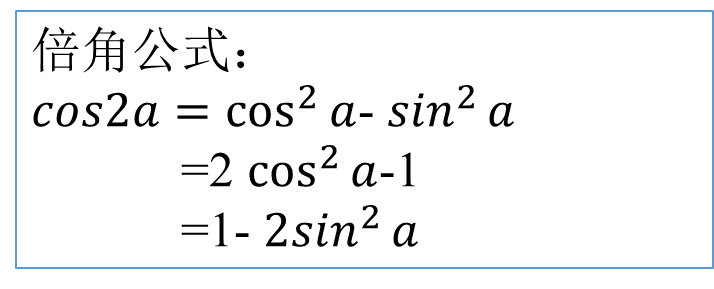 倍角公式：
cos2a = cos² a- sin² a
=2 cos² a-1
=1- 2sin² a